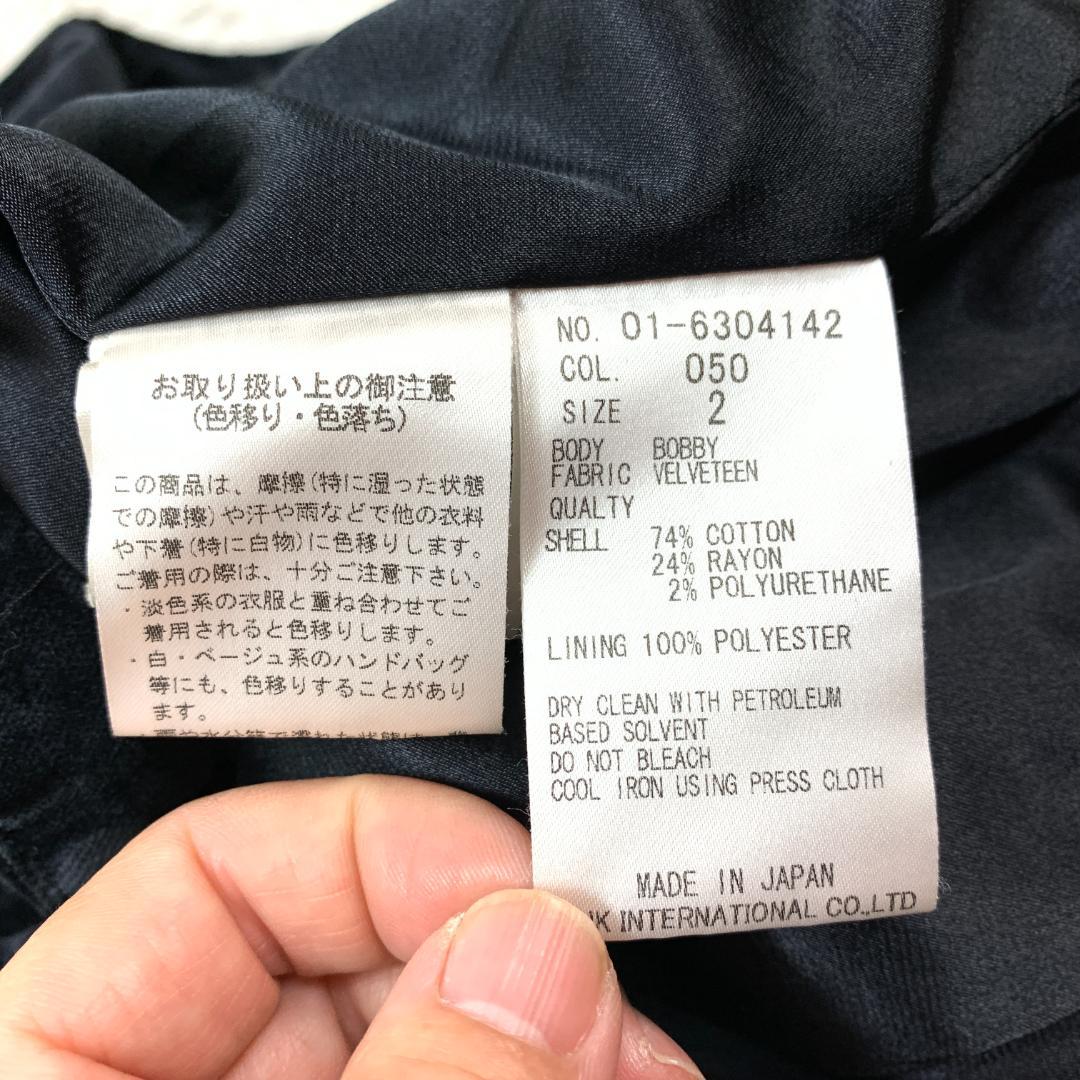 お取り扱い上の御注意
(色移り・色落ち)
この商品は、摩擦(特に湿った状態
での摩擦)や汗や雨などで他の衣料
や下着(特に白物)に色移りします。
ご着用の際は、十分ご注意下さい。
・淡色系の衣服と重ね合わせてご
着用されると色移りします。
・白・ベージュ系のハンドバッグ
等にも、色移りすることがあり
ます。
NO. 01-6304142
COL. 050
SIZE 2
BODY BOBBY
FABRIC VELVETEEN
QUALTY
SHELL 74% COTTON
24% RAYON
2% POLYURETHANE
LINING 100% POLYESTER
DRY CLEAN WITH PETROLEUM
BASED SOLVENT
DO NOT BLEACH
COOL IRON USING PRESS CLOTH
MADE IN JAPAN
INTERNATIONAL CO.,LTD